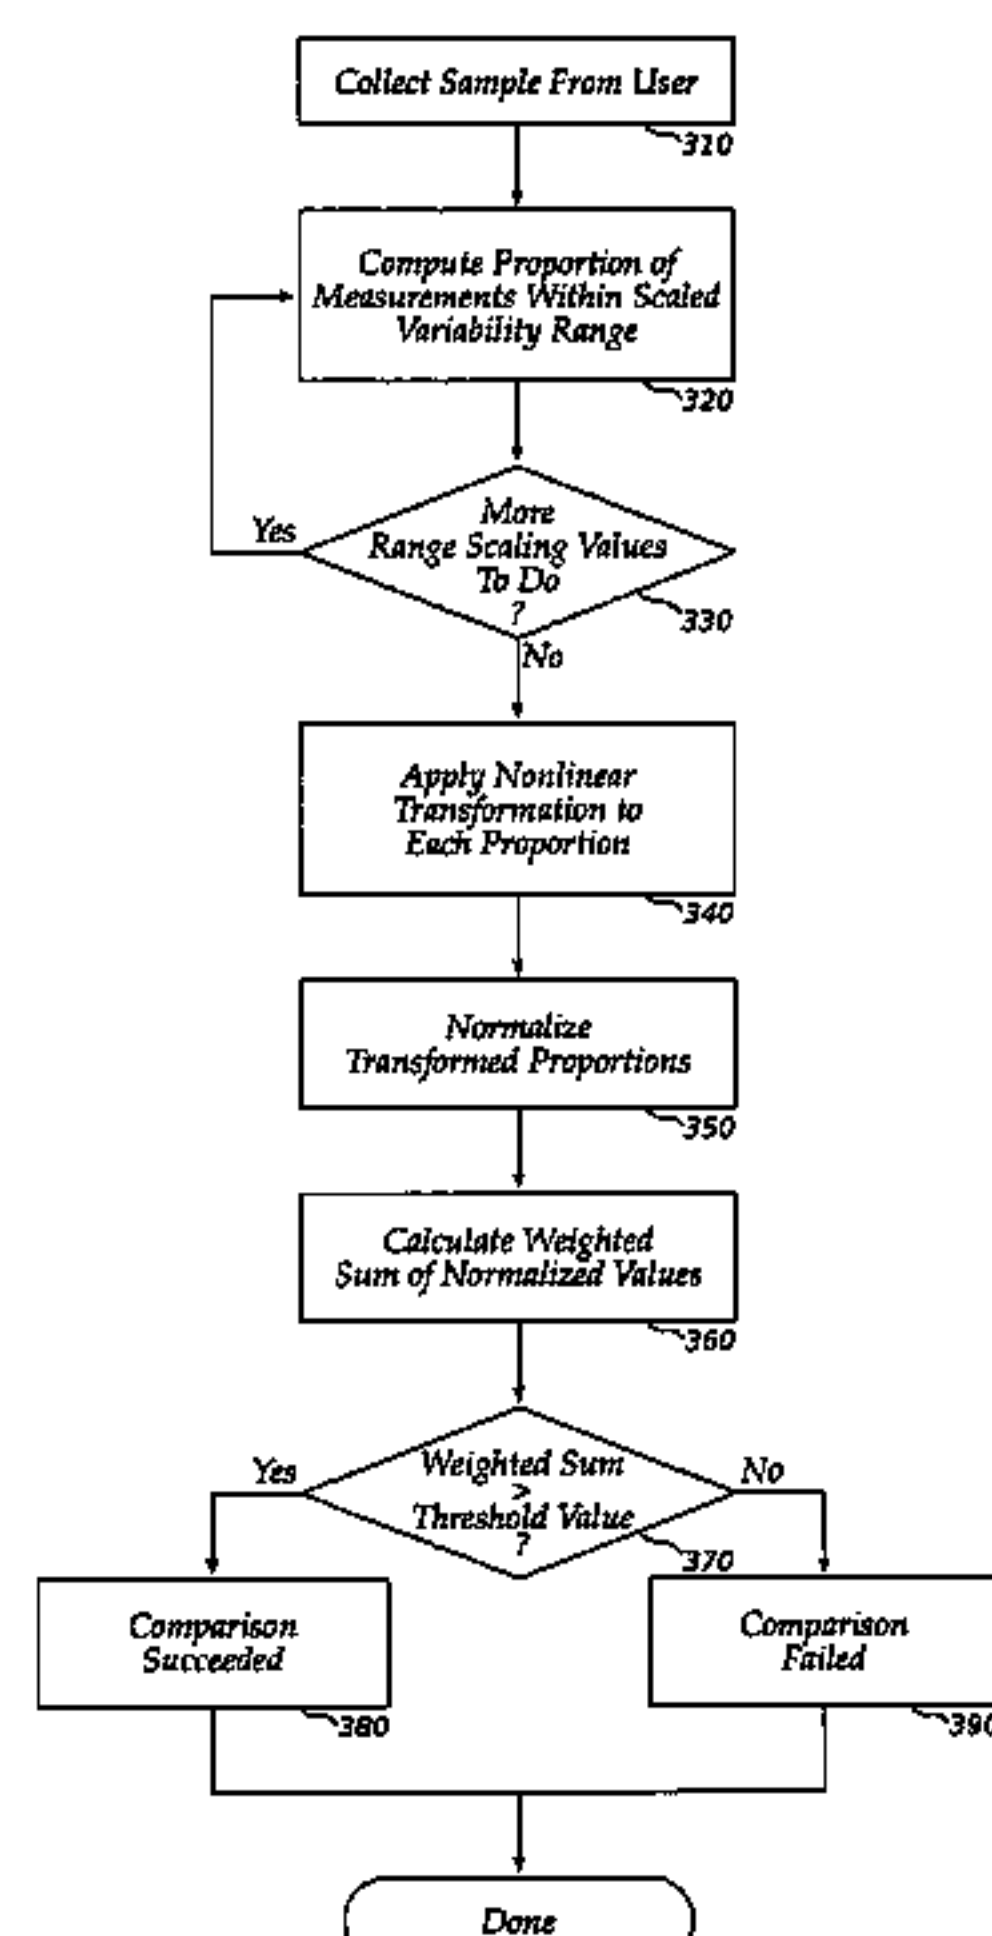 Collect Sample From User
310
Compute Proportion of
Measurements Within Scaled
Variability Range
320
More
Range Scaling Values
To Do
?
Yes
330
No
Apply Nonlinear
Transformation to
Each Proportion
340
Normalize
Transformed Proportions
350
Calculate Weighted
Sum of Normalized Values
360
Weighted Sum
>
Threshold Value
?
Yes
No
370
Comparison
Succeeded
380
Comparison
Failed
390
Done